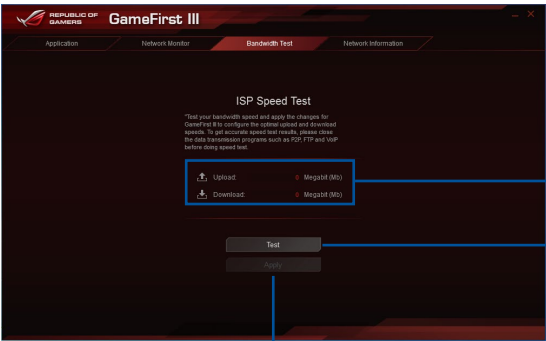 REPUBLIC OF
GAMERS
GameFirst III
Application Network Monitor Bandwidth Test Network Information
ISP Speed Test
*Test your bandwidth speed and apply the changes for
GameFirst III to configure the optimal upload and download
speeds. To get accurate speed test results, please close
the data transmission programs such as P2P, FTP and VoIP
before doing speed test.
Upload: 0 Megabit (Mb)
Download: 0 Megabit (Mb)
Test
Apply